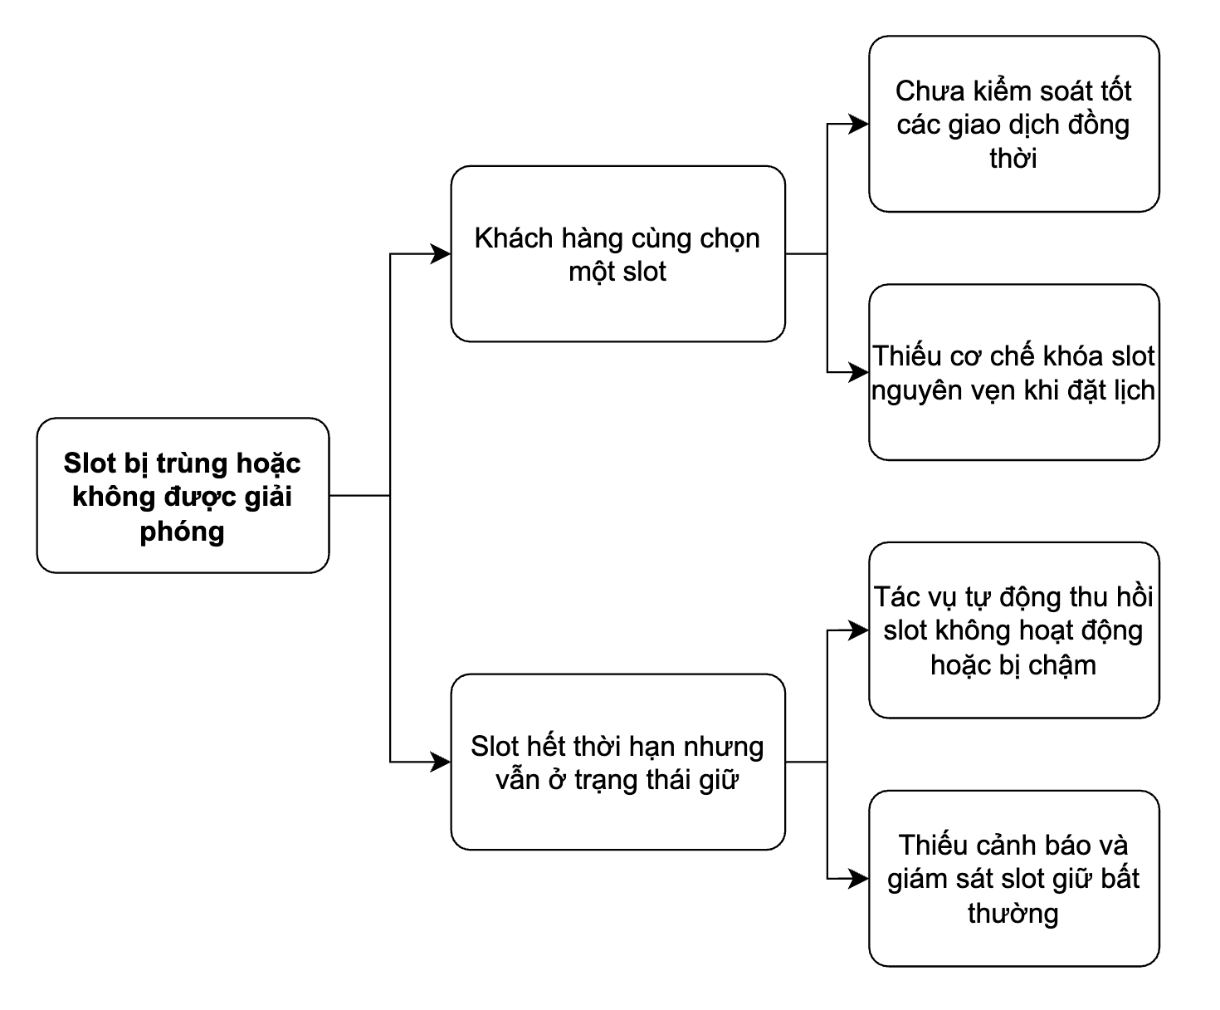 Slot bị trùng hoặc
không được giải
phóng
Khách hàng cùng chọn
một slot
Chưa kiểm soát tốt
các giao dịch đồng
thời
Thiếu cơ chế khóa slot
nguyên vẹn khi đặt lịch
Slot hết thời hạn nhưng
vẫn ở trạng thái giữ
Tác vụ tự động thu hồi
slot không hoạt động
hoặc bị chậm
Thiếu cảnh báo và
giám sát slot giữ bất
thường